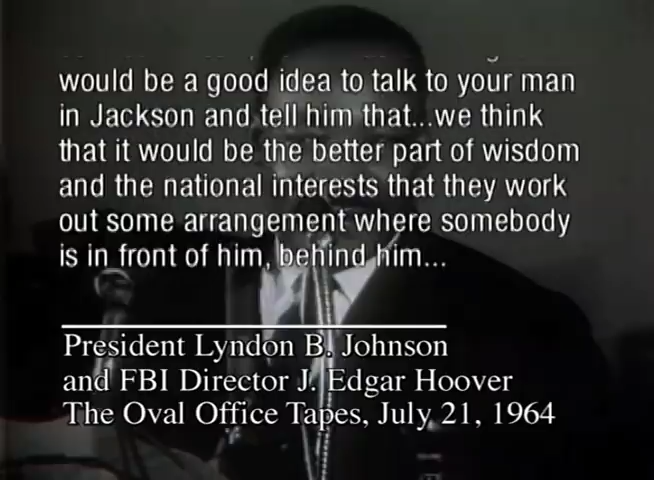 would be a good idea to talk to your man
in Jackson and tell him that...we think
that it would be the better part of wisdom
and the national interests that they work
out some arrangement where somebody
is in front of him, behind him...
President Lyndon B. Johnson
and FBI Director J. Edgar Hoover
The Oval Office Tapes, July 21, 1964